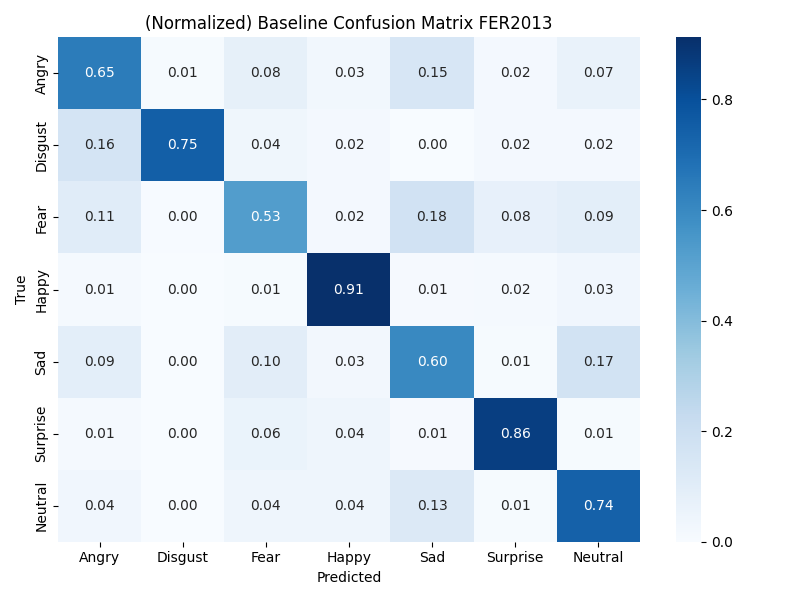 (Normalized) Baseline Confusion Matrix FER2013
Angry 0.65 0.01 0.08 0.03 0.15 0.02 0.07
Disgust 0.16 0.75 0.04 0.02 0.00 0.02 0.02
Fear 0.11 0.00 0.53 0.02 0.18 0.08 0.09
Happy 0.01 0.00 0.01 0.91 0.01 0.02 0.03
Sad 0.09 0.00 0.10 0.03 0.60 0.01 0.17
Surprise 0.01 0.00 0.06 0.04 0.01 0.86 0.01
Neutral 0.04 0.00 0.04 0.04 0.13 0.01 0.74
Angry Disgust Fear Happy Sad Surprise Neutral
Predicted
True
0.8
0.6
0.4
0.2
0.0